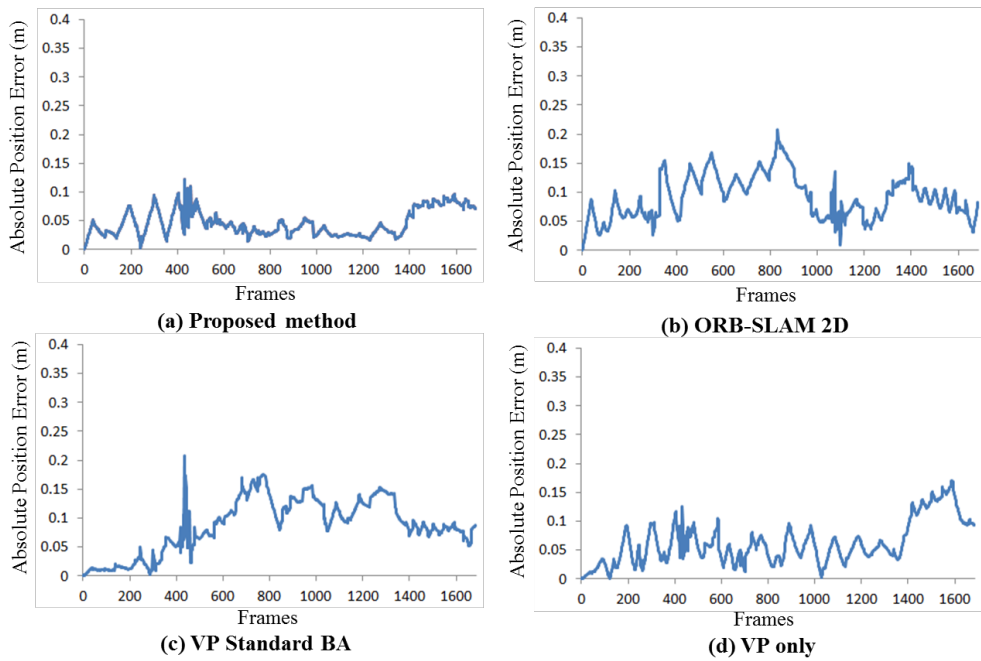 Absolute Position Error (m)
0.4
0.35
0.3
0.25
0.2
0.15
0.1
0.05
0
0 200 400 600 800 1000 1200 1400 1600
Frames
(a) Proposed method
Absolute Position Error (m)
0.4
0.35
0.3
0.25
0.2
0.15
0.1
0.05
0
0 200 400 600 800 1000 1200 1400 1600
Frames
(b) ORB-SLAM 2D
Absolute Position Error (m)
0.4
0.35
0.3
0.25
0.2
0.15
0.1
0.05
0
0 200 400 600 800 1000 1200 1400 1600
Frames
(c) VP Standard BA
Absolute Position Error (m)
0.4
0.35
0.3
0.25
0.2
0.15
0.1
0.05
0
0 200 400 600 800 1000 1200 1400 1600
Frames
(d) VP only